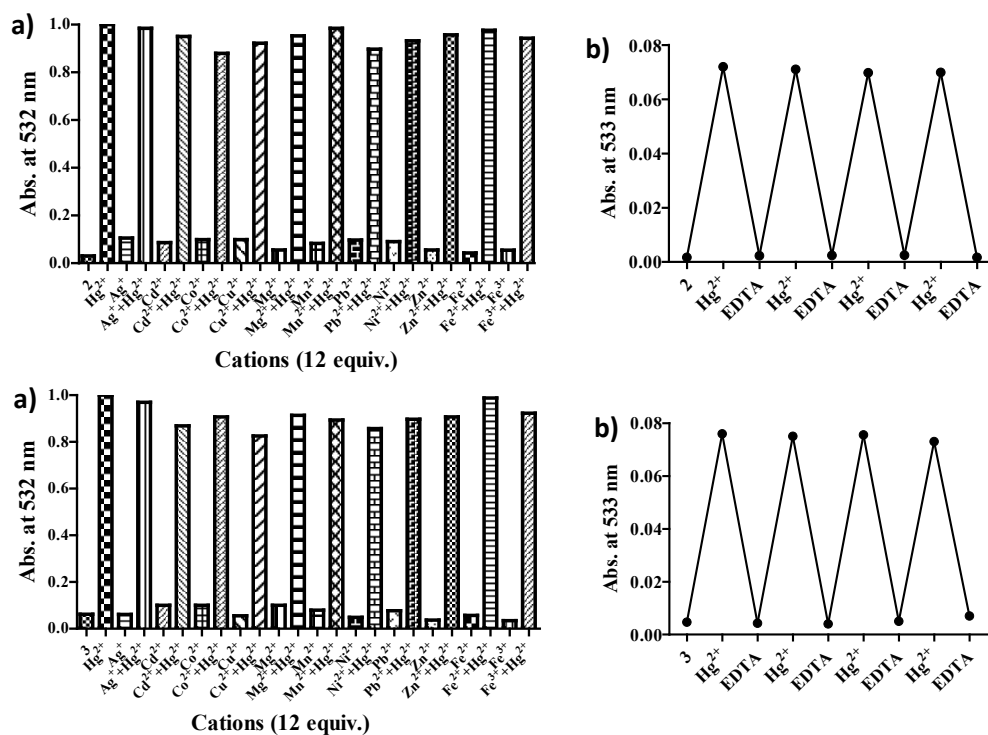 a)
Abs. at 532 nm
1.0
0.8
0.6
0.4
0.2
0.0
2
Hg²⁺
Ag⁺
Ag⁺+Hg²⁺
Cd²⁺
Cd²⁺+Hg²⁺
Co²⁺
Co²⁺+Hg²⁺
Cu²⁺
Cu²⁺+Hg²⁺
Mg²⁺
Mg²⁺+Hg²⁺
Mn²⁺
Mn²⁺+Hg²⁺
Pb²⁺
Pb²⁺+Hg²⁺
Ni²⁺
Ni²⁺+Hg²⁺
Zn²⁺
Zn²⁺+Hg²⁺
Fe²⁺
Fe²⁺+Hg²⁺
Fe³⁺
Fe³⁺+Hg²⁺
Cations (12 equiv.)
b)
Abs. at 533 nm
0.08
0.06
0.04
0.02
0.00
2
Hg²⁺
EDTA
Hg²⁺
EDTA
Hg²⁺
EDTA
Hg²⁺
EDTA
a)
Abs. at 532 nm
1.0
0.8
0.6
0.4
0.2
0.0
3
Hg²⁺
Ag⁺
Ag⁺+Hg²⁺
Cd²⁺
Cd²⁺+Hg²⁺
Co²⁺
Co²⁺+Hg²⁺
Cu²⁺
Cu²⁺+Hg²⁺
Mg²⁺
Mg²⁺+Hg²⁺
Mn²⁺
Mn²⁺+Hg²⁺
Ni²⁺
Ni²⁺+Hg²⁺
Pb²⁺
Pb²⁺+Hg²⁺
Zn²⁺
Zn²⁺+Hg²⁺
Fe²⁺
Fe²⁺+Hg²⁺
Fe³⁺
Fe³⁺+Hg²⁺
Cations (12 equiv.)
b)
Abs. at 533 nm
0.08
0.06
0.04
0.02
0.00
3
Hg²⁺
EDTA
Hg²⁺
EDTA
Hg²⁺
EDTA
Hg²⁺
EDTA